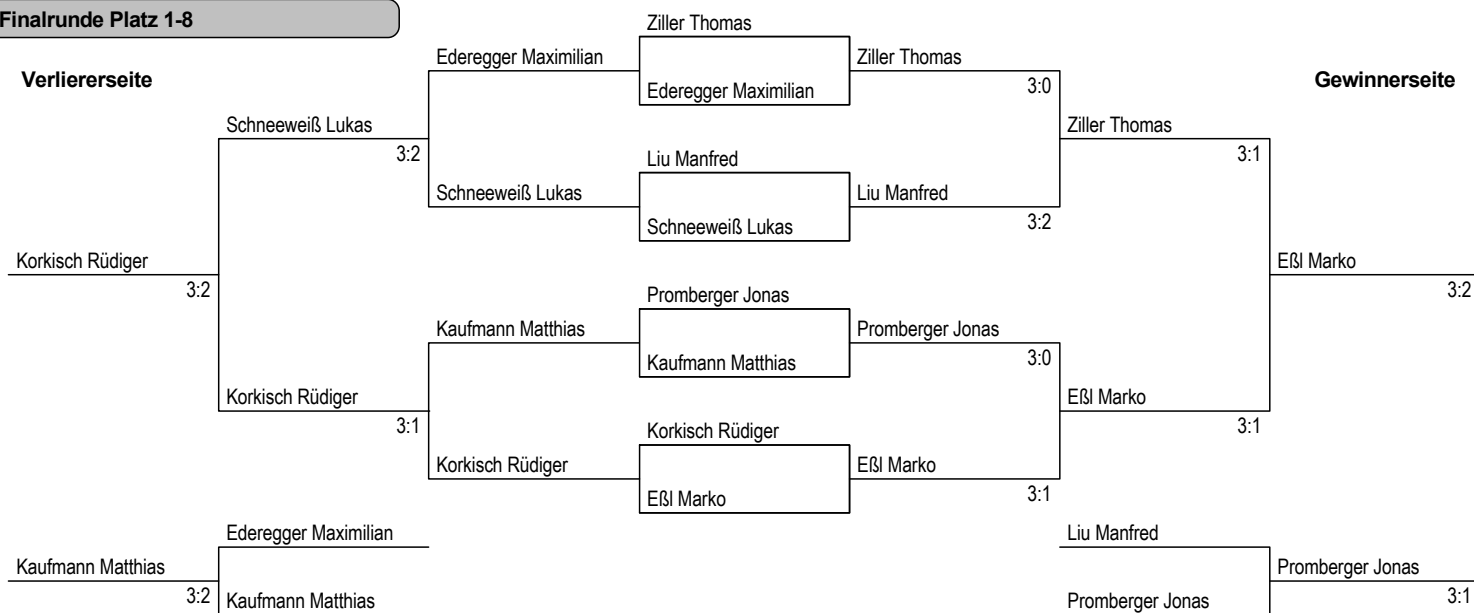 Finalrunde Platz 1-8
Verliererseite
Gewinnerseite
Ziller Thomas
Ederegger Maximilian
Ziller Thomas
Ederegger Maximilian
3:0
Schneeweiß Lukas
Ziller Thomas
3:2
3:1
Liu Manfred
Schneeweiß Lukas
Liu Manfred
Schneeweiß Lukas
3:2
Korkisch Rüdiger
Eßl Marko
3:2
3:2
Promberger Jonas
Kaufmann Matthias
Promberger Jonas
Kaufmann Matthias
3:0
Korkisch Rüdiger
Eßl Marko
3:1
3:1
Korkisch Rüdiger
Korkisch Rüdiger
Eßl Marko
Eßl Marko
3:1
Ederegger Maximilian
Liu Manfred
Kaufmann Matthias
Promberger Jonas
3:2
Kaufmann Matthias
Promberger Jonas
3:1